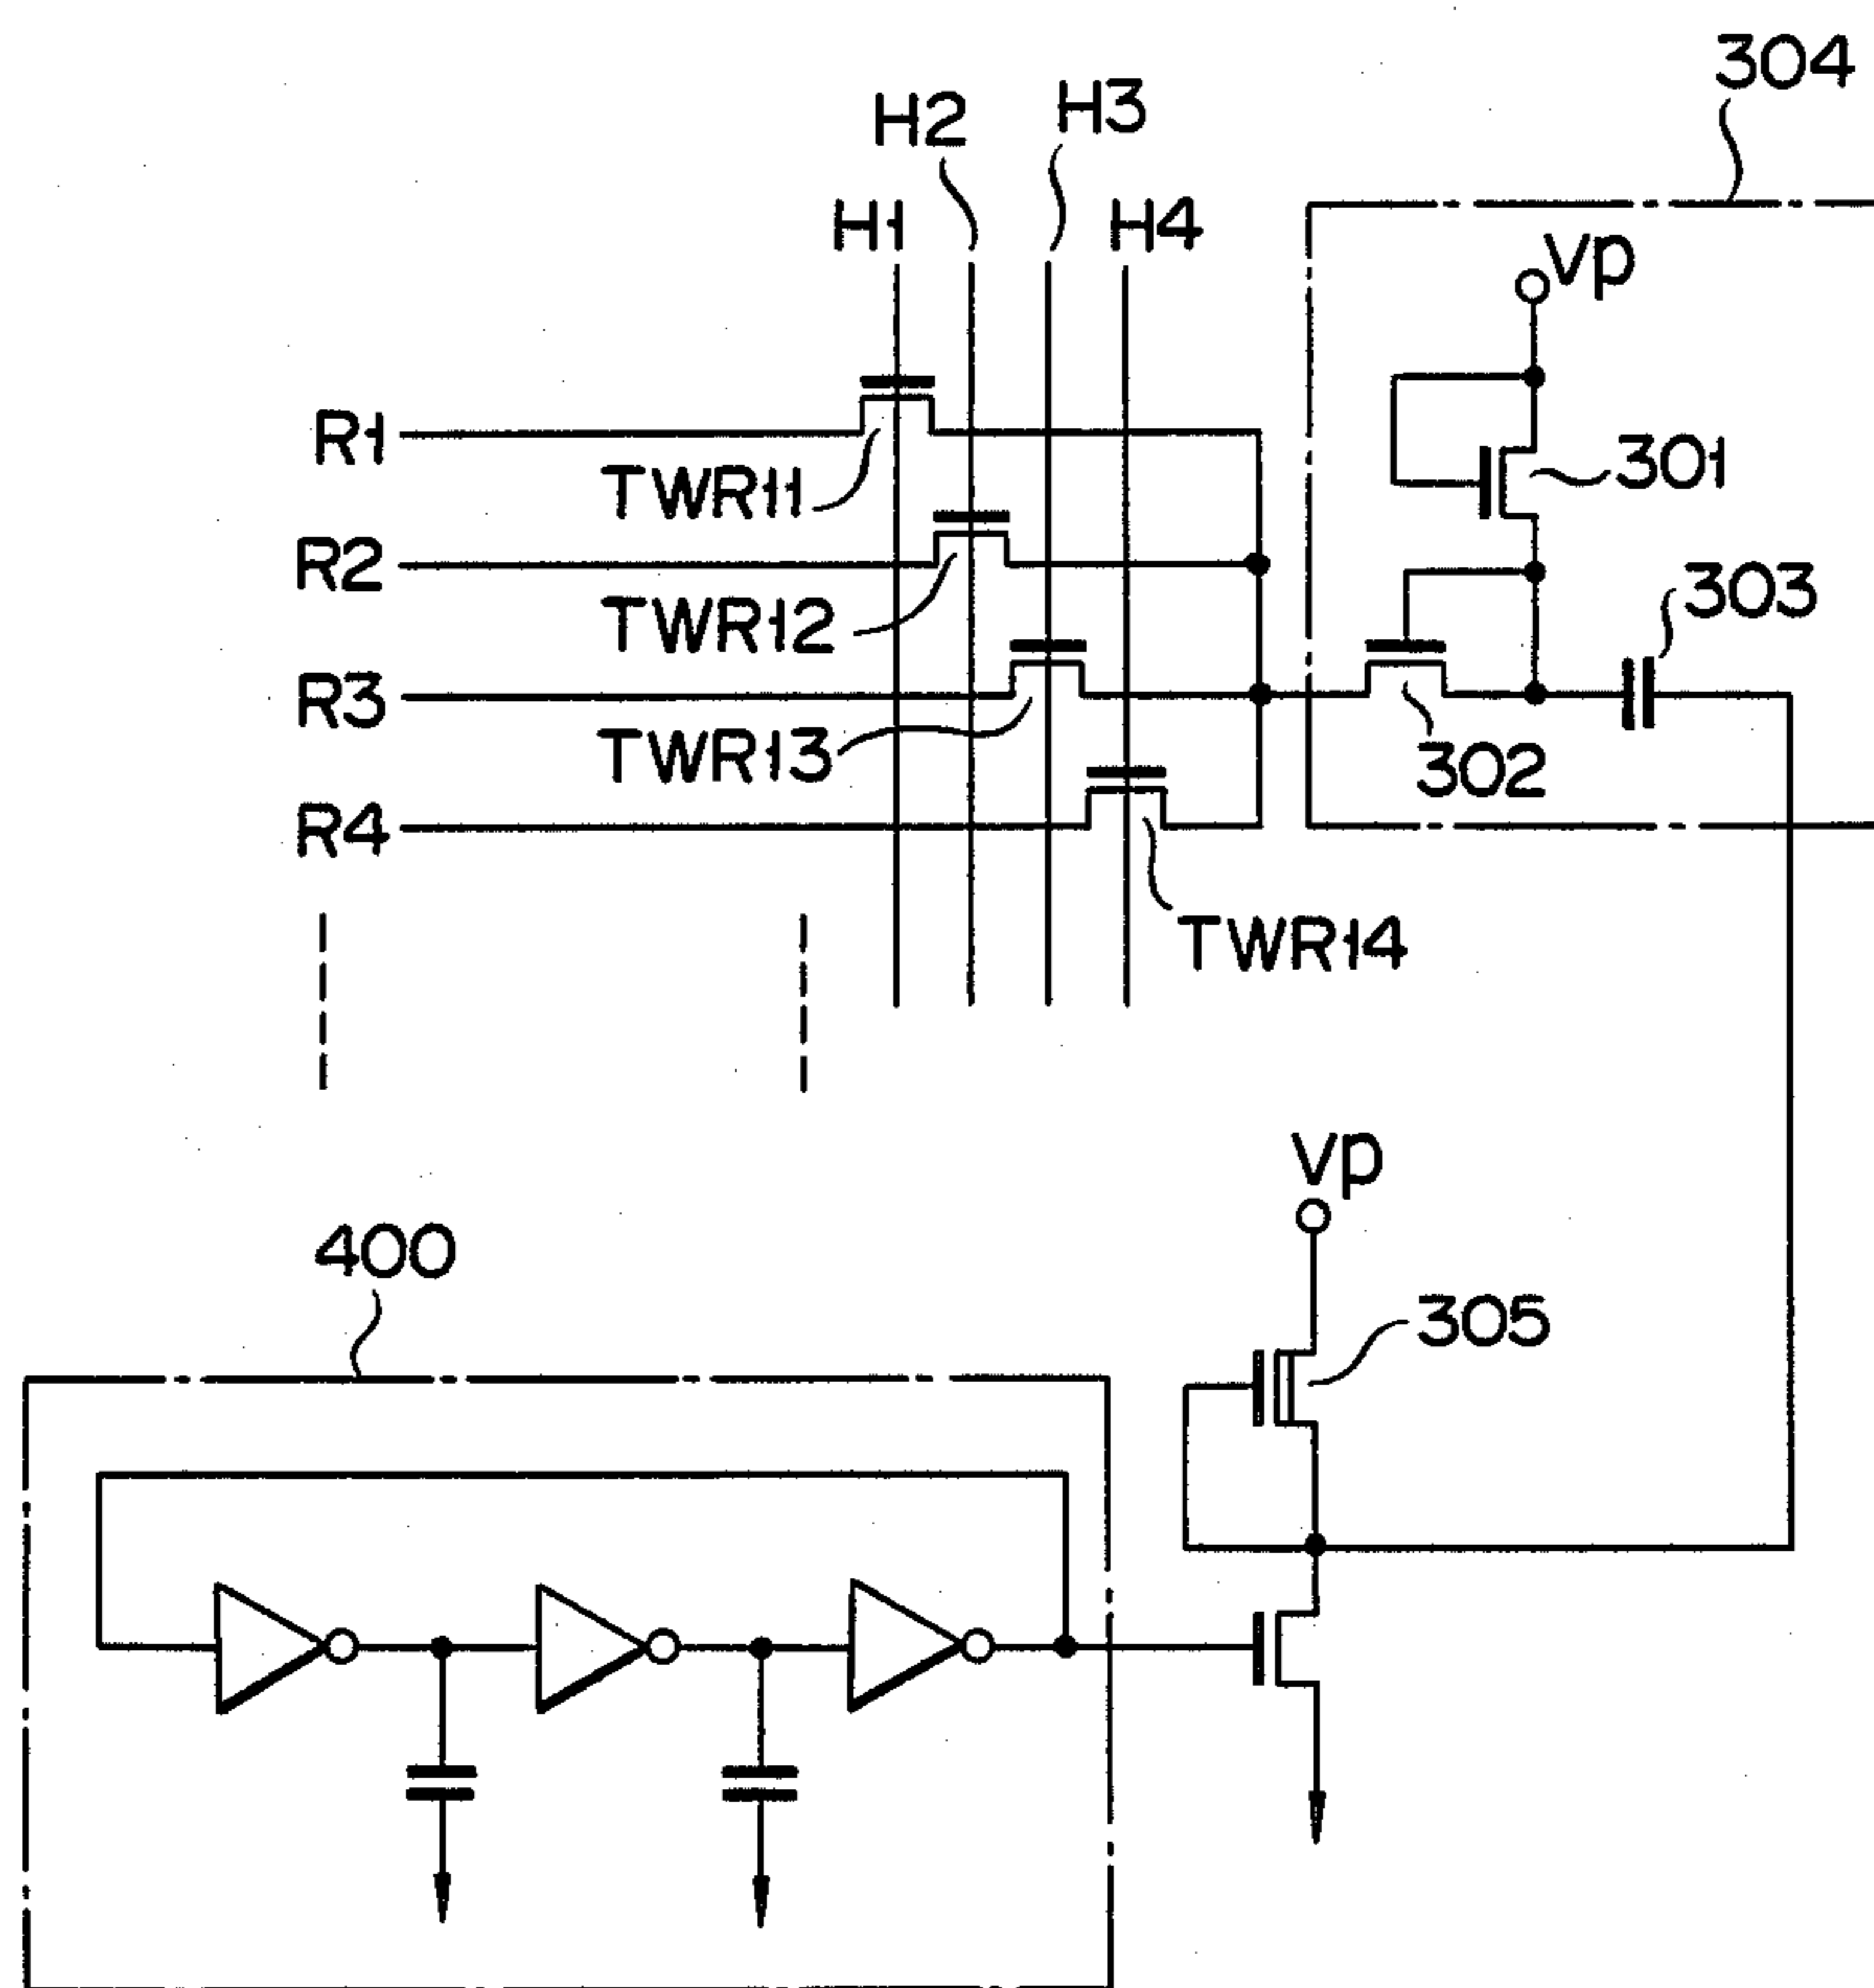 304
H2 H3
H1 H4
Vp
R1
301
TWR11
R2
303
TWR12
R3
302
TWR13
R4
TWR14
Vp
400
305